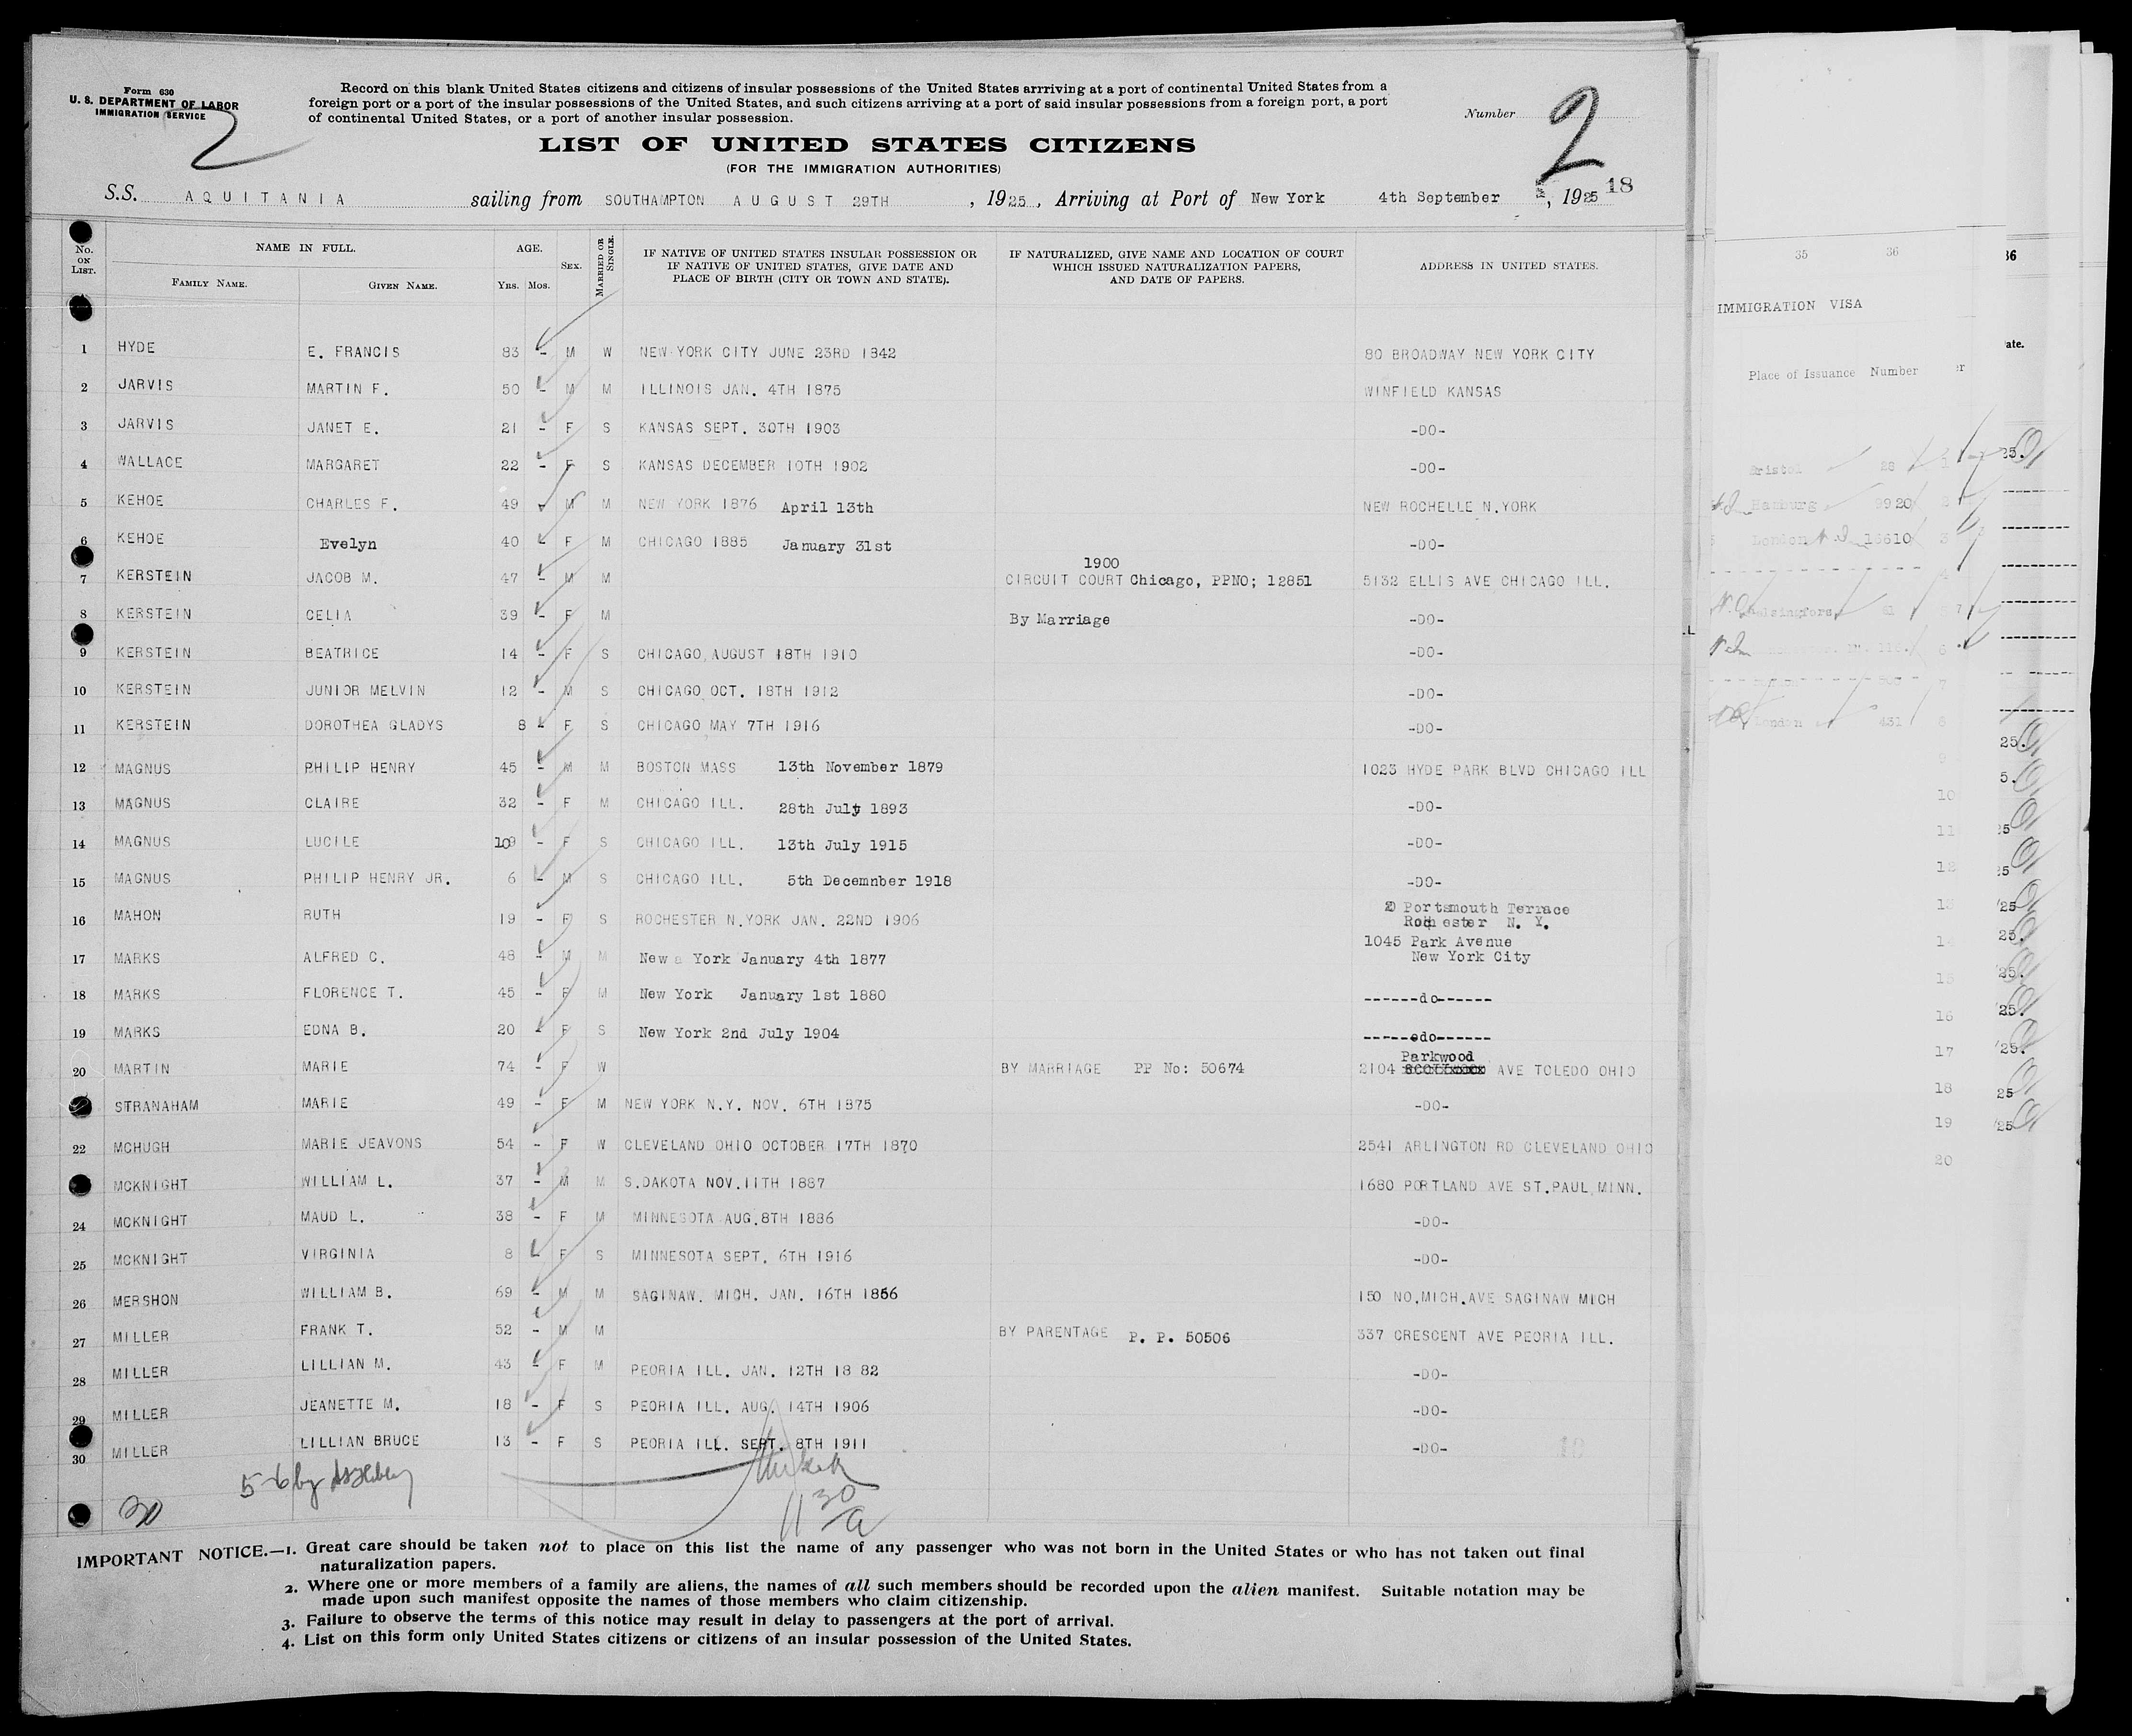 Form 630
U. S. DEPARTMENT OF LABOR
IMMIGRATION SERVICE
2
Record on this blank United States citizens and citizens of insular possessions of the United States arrriving at a port of continental United States from a
foreign port or a port of the insular possessions of the United States, and such citizens arriving at a port of said insular possessions from a foreign port, a port
of continental United States, or a port of another insular possession.
Number 2
LIST OF UNITED STATES CITIZENS
(FOR THE IMMIGRATION AUTHORITIES)
S.S. AQUITANIA sailing from SOUTHAMPTON AUGUST 29TH , 1925, Arriving at Port of New York 4th September , 1925 18
No. ON LIST. NAME IN FULL. AGE. SEX. MARRIED OR SINGLE. IF NATIVE OF UNITED STATES INSULAR POSSESSION OR IF NATIVE OF UNITED STATES, GIVE DATE AND PLACE OF BIRTH (CITY OR TOWN AND STATE). IF NATURALIZED, GIVE NAME AND LOCATION OF COURT WHICH ISSUED NATURALIZATION PAPERS, AND DATE OF PAPERS. ADDRESS IN UNITED STATES.
FAMILY NAME. GIVEN NAME. YRS. MOS.
1 HYDE E. FRANCIS 83 - M W NEW YORK CITY JUNE 23RD 1842 80 BROADWAY NEW YORK CITY
2 JARVIS MARTIN F. 50 - M M ILLINOIS JAN. 4TH 1875 WINFIELD KANSAS
3 JARVIS JANET E. 21 - F S KANSAS SEPT. 30TH 1903 -DO-
4 WALLACE MARGARET 22 - F S KANSAS DECEMBER 10TH 1902 -DO-
5 KEHOE CHARLES F. 49 - M M NEW YORK 1876 April 13th NEW ROCHELLE N.YORK
6 KEHOE Evelyn 40 - F M CHICAGO 1885 January 31st -DO-
1900
7 KERSTEIN JACOB M. 47 - M M CIRCUIT COURT Chicago, PPNO; 12851 5132 ELLIS AVE CHICAGO ILL.
8 KERSTEIN CELIA 39 - F M By Marriage -DO-
9 KERSTEIN BEATRICE 14 - F S CHICAGO, AUGUST 18TH 1910 -DO-
10 KERSTEIN JUNIOR MELVIN 12 - M S CHICAGO OCT. 18TH 1912 -DO-
11 KERSTEIN DOROTHEA GLADYS 8 - F S CHICAGO MAY 7TH 1916 -DO-
12 MAGNUS PHILIP HENRY 45 - M M BOSTON MASS 13th November 1879 1023 HYDE PARK BLVD CHICAGO ILL
13 MAGNUS CLAIRE 32 - F M CHICAGO ILL. 28th July 1893 -DO-
14 MAGNUS LUCILE 10 - F S CHICAGO ILL. 13th July 1915 -DO-
15 MAGNUS PHILIP HENRY JR. 6 - M S CHICAGO ILL. 5th Decemnber 1918 -DO-
16 MAHON RUTH 19 - F S ROCHESTER N.YORK JAN. 22ND 1906 Portsmouth Terrace
Rochester N. Y.
17 MARKS ALFRED C. 48 - M M New York January 4th 1877 1045 Park Avenue
New York City
18 MARKS FLORENCE T. 45 - F M New York January 1st 1880 ------do------
19 MARKS EDNA B. 20 - F S New York 2nd July 1904 -----edo------
Parkwood
20 MARTIN MARIE 74 - F W BY MARRIAGE PP No: 50674 2104 AVE TOLEDO OHIO
STRANAHAM MARIE 49 - F M NEW YORK N.Y. NOV. 6TH 1875 -DO-
22 MCHUGH MARIE JEAVONS 54 - F W CLEVELAND OHIO OCTOBER 17TH 1870 2541 ARLINGTON RD CLEVELAND OHIO
MCKNIGHT WILLIAM L. 37 - M M S.DAKOTA NOV.11TH 1887 1680 PORTLAND AVE ST.PAUL MINN.
24 MCKNIGHT MAUD L. 38 - F M MINNESOTA AUG.8TH 1886 -DO-
25 MCKNIGHT VIRGINIA 8 - F S MINNESOTA SEPT. 6TH 1916 -DO-
26 MERSHON WILLIAM B. 69 - M M SAGINAW. MICH. JAN. 16TH 1856 150 NO.MICH.AVE SAGINAW MICH
27 MILLER FRANK T. 52 - M M BY PARENTAGE P. P. 50506 337 CRESCENT AVE PEORIA ILL.
28 MILLER LILLIAN M. 43 - F M PEORIA ILL. JAN. 12TH 18 82 -DO-
29 MILLER JEANETTE M. 18 - F S PEORIA ILL. AUG. 14TH 1906 -DO-
30 MILLER LILLIAN BRUCE 13 - F S PEORIA ILL. SEPT. 8TH 1911 -DO-
5-6 by
30
11 30/a
IMPORTANT NOTICE.—1. Great care should be taken not to place on this list the name of any passenger who was not born in the United States or who has not taken out final
naturalization papers.
2. Where one or more members of a family are aliens, the names of all such members should be recorded upon the alien manifest. Suitable notation may be
made upon such manifest opposite the names of those members who claim citizenship.
3. Failure to observe the terms of this notice may result in delay to passengers at the port of arrival.
4. List on this form only United States citizens or citizens of an insular possession of the United States.
35 36
36
IMMIGRATION VISA
ate.
Place of Issuance Number
Bristol 28
Hamburg 9920
London 16610
Helsingfors 61
London 431
10
11
12
13
14
15
16
17
18
19
20